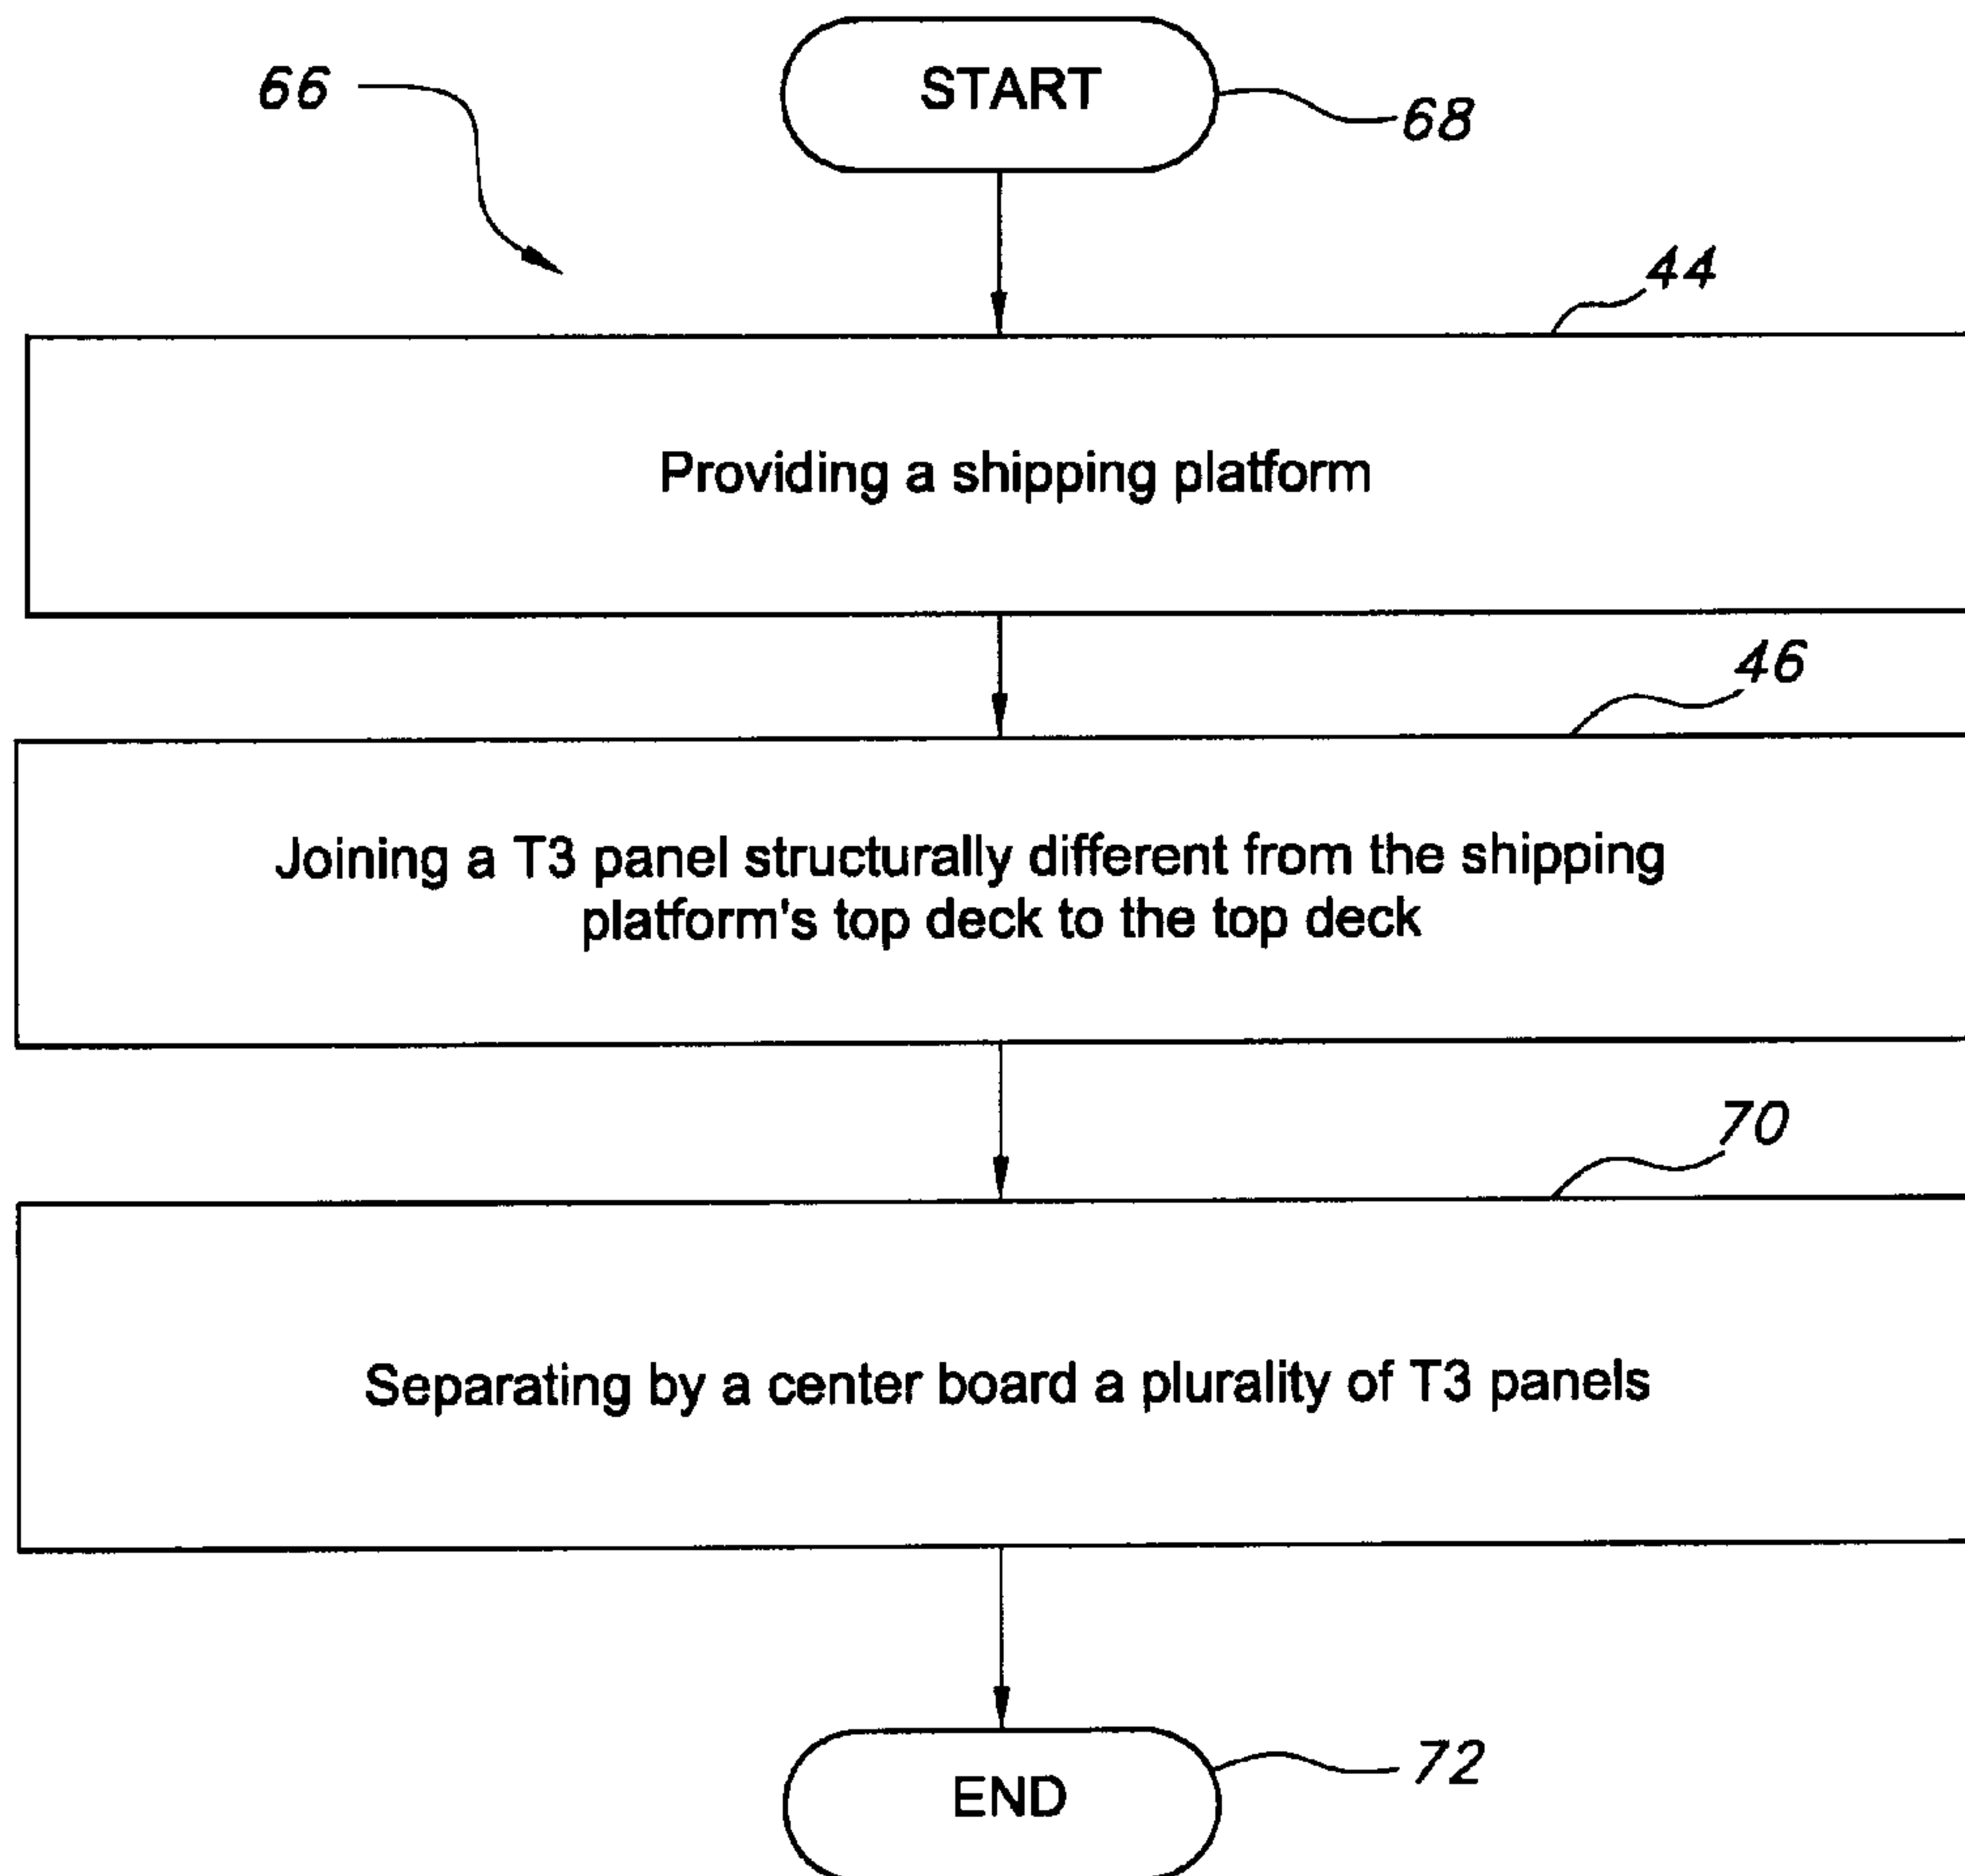 START
66
68
44
Providing a shipping platform
46
Joining a T3 panel structurally different from the shipping
platform's top deck to the top deck
70
Separating by a center board a plurality of T3 panels
END
72